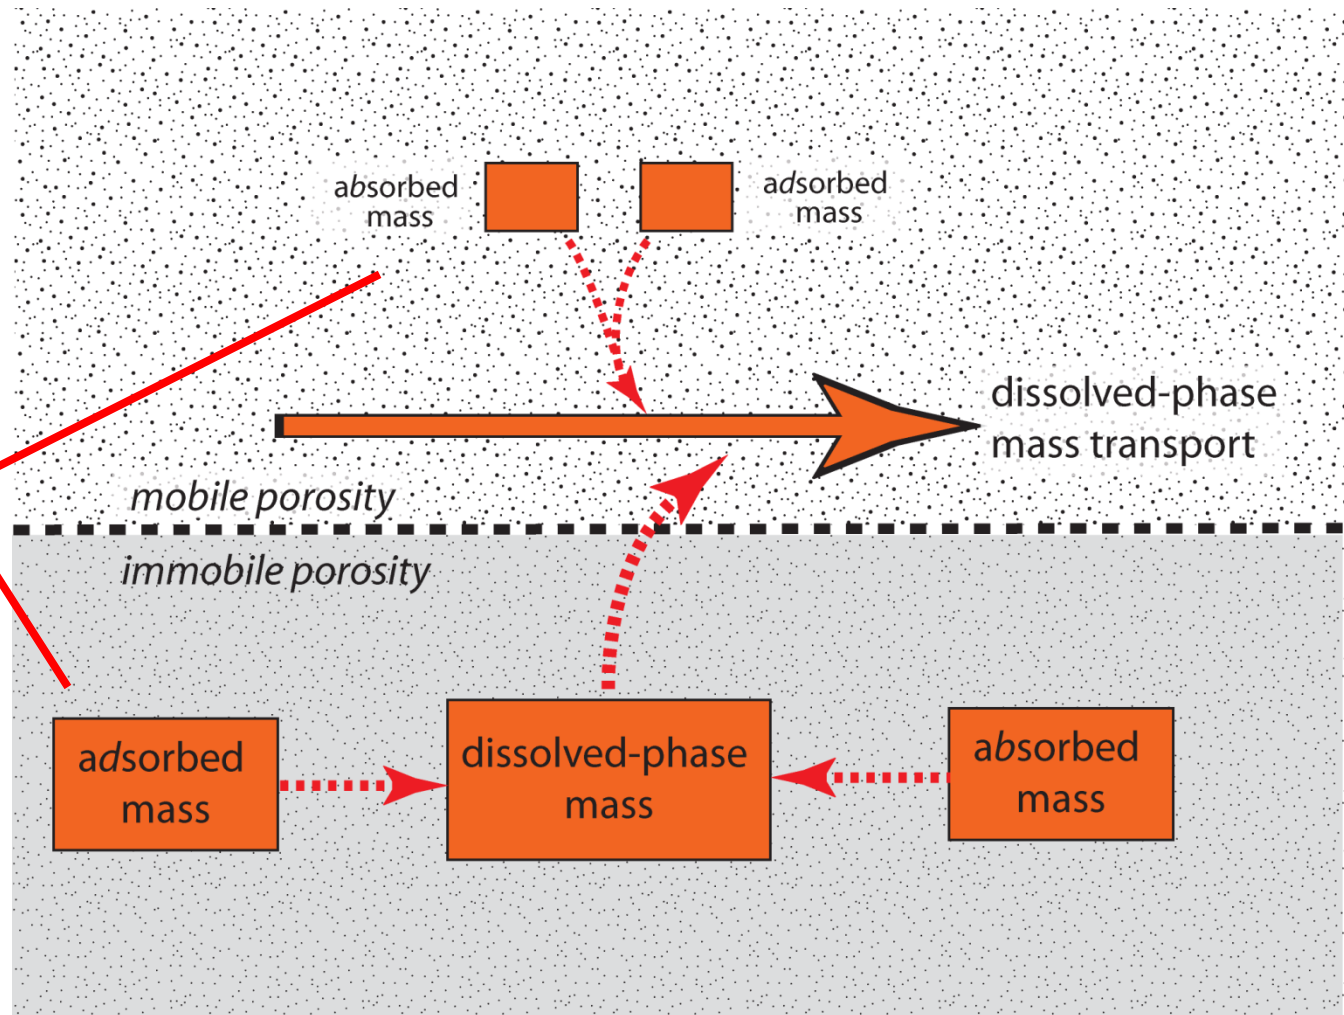 absorbed
mass
adsorbed
mass
dissolved-phase
mass transport
mobile porosity
immobile porosity
adsorbed
mass
dissolved-phase
mass
absorbed
mass